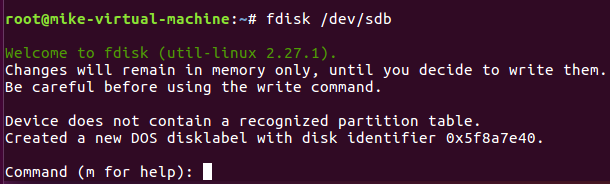 root@mike-virtual-machine:~# fdisk /dev/sdb
Welcome to fdisk (util-linux 2.27.1).
Changes will remain in memory only, until you decide to write them.
Be careful before using the write command.
Device does not contain a recognized partition table.
Created a new DOS disklabel with disk identifier 0x5f8a7e40.
Command (m for help):